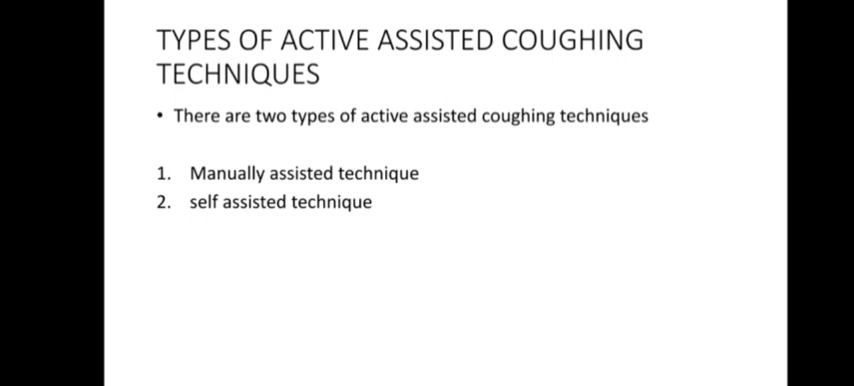 TYPES OF ACTIVE ASSISTED COUGHING
TECHNIQUES
• There are two types of active assisted coughing techniques
1. Manually assisted technique
2. self assisted technique